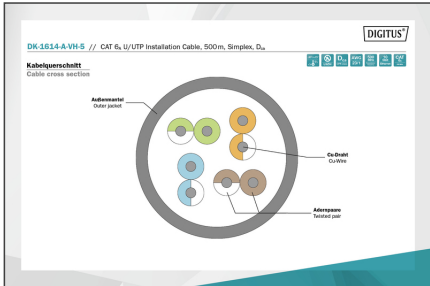 DIGITUS®
DK-1614-A-VH-5 // CAT 6A U/UTP Installation Cable, 500m, Simplex, Dca
Kabelquerschnitt
Cable cross section
Außenmantel
Outer jacket
Cu-Draht
Cu-Wire
Aderpaare
Twisted pair